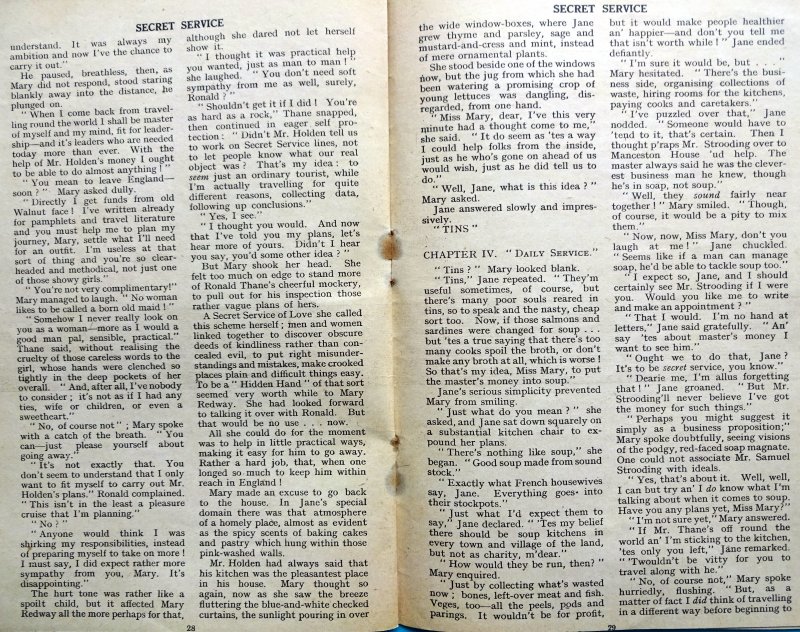 SECRET SERVICE
understand. It was always my
ambition and now I've the chance to
carry it out."
He paused, breathless, then, as
Mary did not respond, stood staring
blankly away into the distance, he
plunged on.
" When I come back from travel-
ling round the world I shall be master
of myself and my mind, fit for leader-
ship—and it's leaders who are needed
today more than ever. With the
help of Mr. Holden's money I ought
to be able to do almost anything ! "
" You mean to leave England—
soon ? " Mary asked dully.
" Directly I get funds from old
Walnut face ! I've written already
for pamphlets and travel literature
and you must help me to plan my
journey, Mary, settle what I'll need
for an outfit. I'm useless at that
sort of thing and you're so clear-
headed and methodical, not just one
of those showy girls."
" You're not very complimentary!"
Mary managed to laugh. " No woman
likes to be called a born old maid ! "
" Somehow I never really look on
you as a woman—more as I would a
good man pal, sensible, practical."
Thane said, without realising the
cruelty of those careless words to the
girl, whose hands were clenched so
tightly in the deep pockets of her
overall. " And, after all, I've nobody
to consider ; it's not as if I had any
ties, wife or children, or even a
sweetheart."
" No, of course not " ; Mary spoke
with a catch of the breath. " You
can—just please yourself about
going away."
" It's not exactly that. You
don't seem to understand that I only
want to fit myself to carry out Mr.
Holden's plans." Ronald complained.
" This isn't in the least a pleasure
cruise that I'm planning."
" No ? "
" Anyone would think I was
shirking my responsibilities, instead
of preparing myself to take on more !
I must say, I did expect rather more
sympathy from you, Mary. It's
disappointing."
The hurt tone was rather like a
spoilt child, but it affected Mary
Redway all the more perhaps for that,
although she dared not let herself
show it.
" I thought it was practical help
you wanted, just as man to man ! "
she laughed, " You don't need soft
sympathy from me as well, surely,
Ronald ? "
" Shouldn't get it if I did ! You're
as hard as a rock," Thane snapped,
then continued in eager self pro-
tection : " Didn't Mr. Holden tell us
to work on Secret Service lines, not
to let people know what our real
object was ? That's my idea : to
seem just an ordinary tourist, while
I'm actually travelling for quite
different reasons, collecting data,
following up conclusions."
" Yes, I see."
" I thought you would. And now
that I've told you my plans, let's
hear more of yours. Didn't I hear
you say, you'd some other idea ? "
But Mary shook her head. She
felt too much on edge to stand more
of Ronald Thane's cheerful mockery,
to pull out for his inspection those
rather vague plans of hers.
A Secret Service of Love she called
this scheme herself ; men and women
linked together to discover obscure
deeds of kindliness rather than con-
cealed evil, to put right misunder-
standings and mistakes, make crooked
places plain and difficult things easy.
To be a " Hidden Hand " of that sort
seemed very worth while to Mary
Redway. She had looked forward
to talking it over with Ronald. But
that would be no use . . . now.
All she could do for the moment
was to help in little practical ways,
making it easy for him to go away.
Rather a hard job, that, when one
longed so much to keep him within
reach in England !
Mary made an excuse to go back
to the house. In Jane's special
domain there was that atmosphere
of a homely place, almost as evident
as the spicy scents of baking cakes
and pastry which hung within those
pink-washed walls.
Mr. Holden had always said that
his kitchen was the pleasantest place
in his house. Mary thought so
again, now as she saw the breeze
fluttering the blue-and-white checked
curtains, the sunlight pouring in over
28
SECRET SERVICE
the wide window-boxes, where Jane
grew thyme and parsley, sage and
mustard-and-cress and mint, instead
of mere ornamental plants.
She stood beside one of the windows
now, but the jug from which she had
been watering a promising crop of
young lettuces was dangling, dis-
regarded, from one hand.
" Miss Mary, dear, I've this very
minute had a thought come to me,"
she said. " It do seem as 'tes a way
I could help folks from the inside,
just as he's gone on ahead of us
would wish, just as he did tell us to
do."
" Well, Jane, what is this idea ? "
Mary asked.
Jane answered slowly and impres-
sively.
" TINS "
CHAPTER IV. " DAILY SERVICE."
" Tins ? " Mary looked blank.
" Tins," Jane repeated. " They'm
useful sometimes, of course, but
there's many poor souls reared in
tins, so to speak and the nasty, cheap
sort too. Now, if those salmons and
sardines were changed for soup . . .
but 'tes a true saying that there's too
many cooks spoil the broth, or don't
make any broth at all, which is worse !
So that's my idea, Miss Mary, to put
the master's money into soup."
Jane's serious simplicity prevented
Mary from smiling.
" Just what do you mean ? " she
asked, and Jane sat down squarely on
a substantial kitchen chair to ex-
pound her plans.
" There's nothing like soup," she
began. " Good soup made from sound
stock."
" Exactly what French housewives
say, Jane. Everything goes into
their stockpots."
" Just what I'd expect them to
say," Jane declared. " 'Tes my belief
there should be soup kitchens in
every town and village of the land,
but not as charity, m'dear."
" How would they be run, then? "
Mary enquired.
" Just by collecting what's wasted
now ; bones, left-over meat and fish.
Veges, too—all the peels, pods and
parings. It wouldn't be for profit,
but it would make people healthier
an' happier—and don't you tell me
that isn't worth while ! " Jane ended
defiantly.
" I'm sure it would be, but . . . "
Mary hesitated. " There's the busi-
ness side, organising collections of
waste, hiring rooms for the kitchens,
paying cooks and caretakers."
" I've puzzled over that," Jane
nodded. " Someone would have to
'tend to it, that's certain. Then I
thought p'raps Mr. Strooding over to
Manceston House 'ud help. The
master always said he was the clever-
est business man he knew, though
he's in soap, not soup."
" Well, they sound fairly near
together ! " Mary smiled. " Though,
of course, it would be a pity to mix
them."
" Now, now, Miss Mary, don't you
laugh at me ! " Jane chuckled.
" Seems like if a man can manage
soap, he'd be able to tackle soup too."
" I expect so, Jane, and I should
certainly see Mr. Strooding if I were
you. Would you like me to write
and make an appointment ? "
" That I would. I'm no hand at
letters," Jane said gratefully. " An'
say 'tes about master's money I
want to see him."
" Ought we to do that, Jane ?
It's to be secret service, you know."
" Dearie me, I'm allus forgetting
that ! " Jane groaned. " But Mr.
Strooding'll never believe I've got
the money for such things."
" Perhaps you might suggest it
simply as a business proposition;"
Mary spoke doubtfully, seeing visions
of the podgy, red-faced soap magnate.
One could not associate Mr. Samuel
Strooding with ideals.
" Yes, that's about it. Well, well,
I can but try an' I do know what I'm
talking about when it comes to soup.
Have you any plans yet, Miss Mary?"
" I'm not sure yet," Mary answered.
" If Mr. Thane's off round the
world an' I'm sticking to the kitchen,
'tes only you left," Jane remarked.
" 'Twouldn't be vitty for you to
travel along with he."
" No, of course not," Mary spoke
hurriedly, flushing. " But, as a
matter of fact I did think of travelling
in a different way before beginning to
29